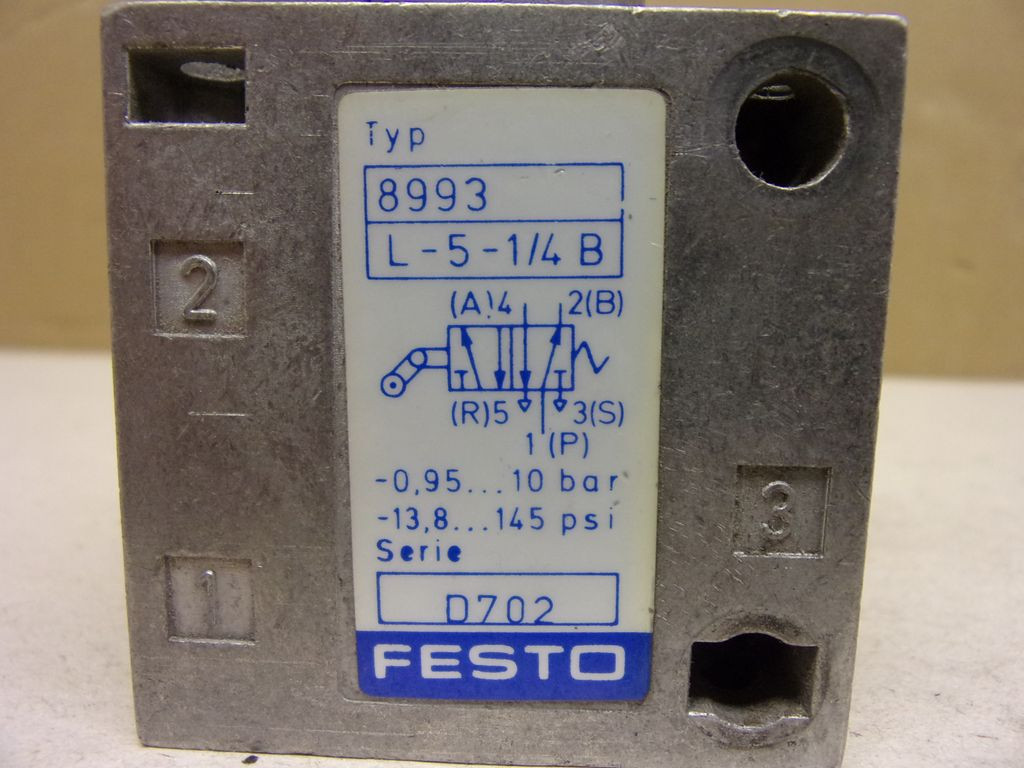 Typ
8993
L-5-1/4 B
(A)4 2(B)
(R)5 3(S)
1 (P)
-0,95...10 bar
-13,8...145 psi
Serie
D702
FESTO
2
3
1